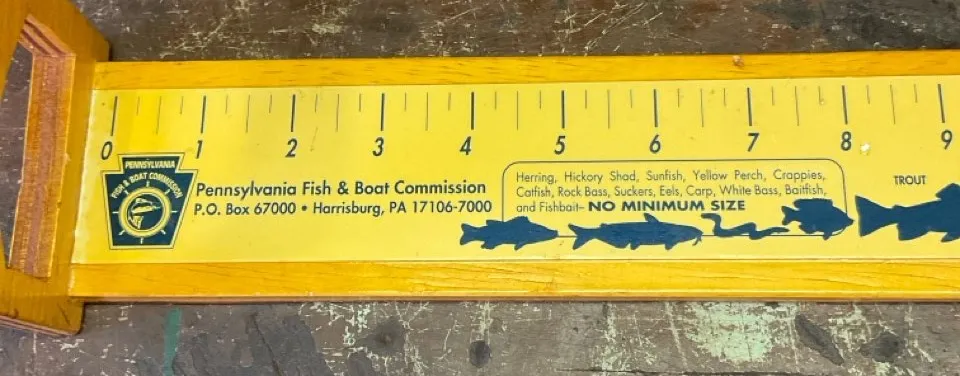 0 1 2 3 4 5 6 7 8 9
PENNSYLVANIA
FISH & BOAT COMMISSION
Pennsylvania Fish & Boat Commission
P.O. Box 67000 • Harrisburg, PA 17106-7000
Herring, Hickory Shad, Sunfish, Yellow Perch, Crappies,
Catfish, Rock Bass, Suckers, Eels, Carp, White Bass, Baitfish,
and Fishbait– NO MINIMUM SIZE
TROUT